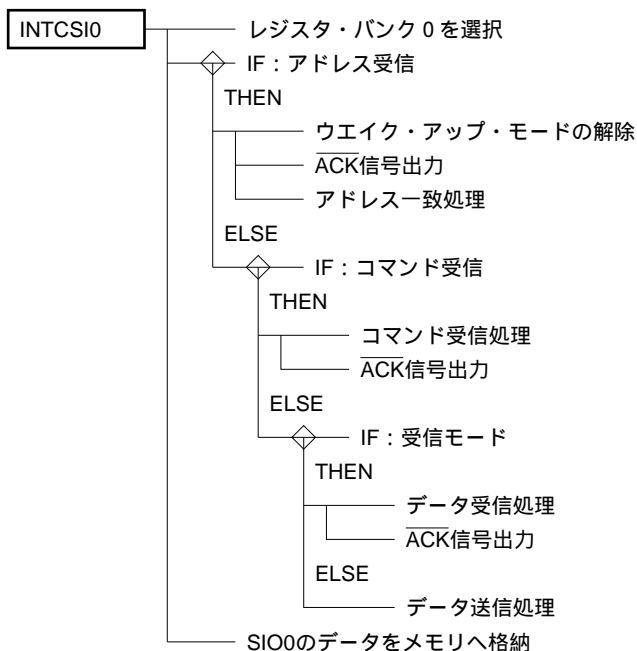 INTCSI0
レジスタ・バンク0を選択
IF：アドレス受信
THEN
ウエイク・アップ・モードの解除
ACK信号出力
アドレス一致処理
ELSE
IF：コマンド受信
THEN
コマンド受信処理
ACK信号出力
ELSE
IF：受信モード
THEN
データ受信処理
ACK信号出力
ELSE
データ送信処理
SIO0のデータをメモリへ格納